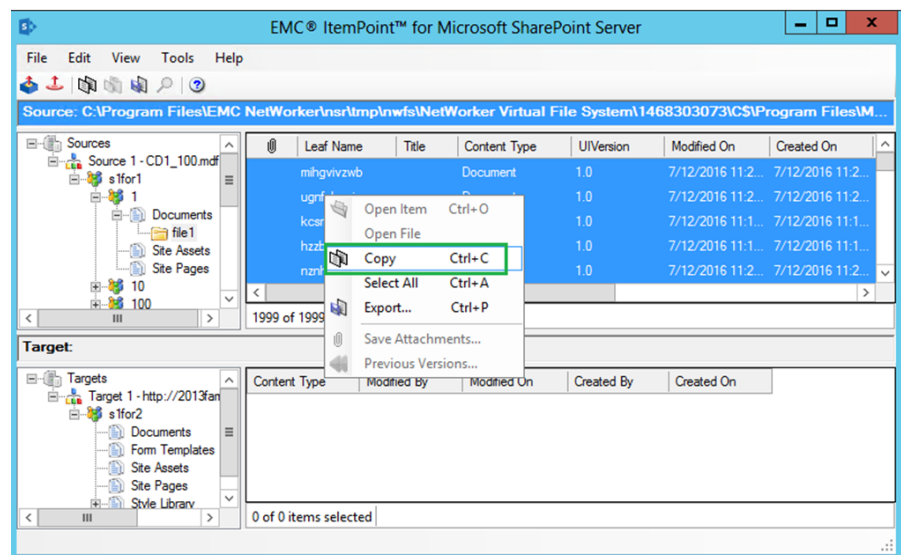 EMC® ItemPoint™ for Microsoft SharePoint Server
File Edit View Tools Help
Source: C:\Program Files\EMC NetWorker\nsr\tmp\nwfs\NetWorker Virtual File System\1468303073\C$\Program Files\M...
Sources
Source 1 - CD1_100.mdf
s1for1
1
Documents
file1
Site Assets
Site Pages
10
100
Leaf Name Title Content Type UIVersion Modified On Created On
mihgvivzwb Document 1.0 7/12/2016 11:2... 7/12/2016 11:2...
1.0 7/12/2016 11:2... 7/12/2016 11:2...
kcsr 1.0 7/12/2016 11:1... 7/12/2016 11:1...
hzzb 1.0 7/12/2016 11:1... 7/12/2016 11:1...
1.0 7/12/2016 11:2... 7/12/2016 11:2...
1999 of 1999
Open Item Ctrl+O
Open File
Copy Ctrl+C
Select All Ctrl+A
Export... Ctrl+P
Save Attachments...
Previous Versions...
Target:
Targets
Target 1 - http://2013far
s1for2
Documents
Form Templates
Site Assets
Site Pages
Style Library
Content Type Modified By Modified On Created By Created On
0 of 0 items selected